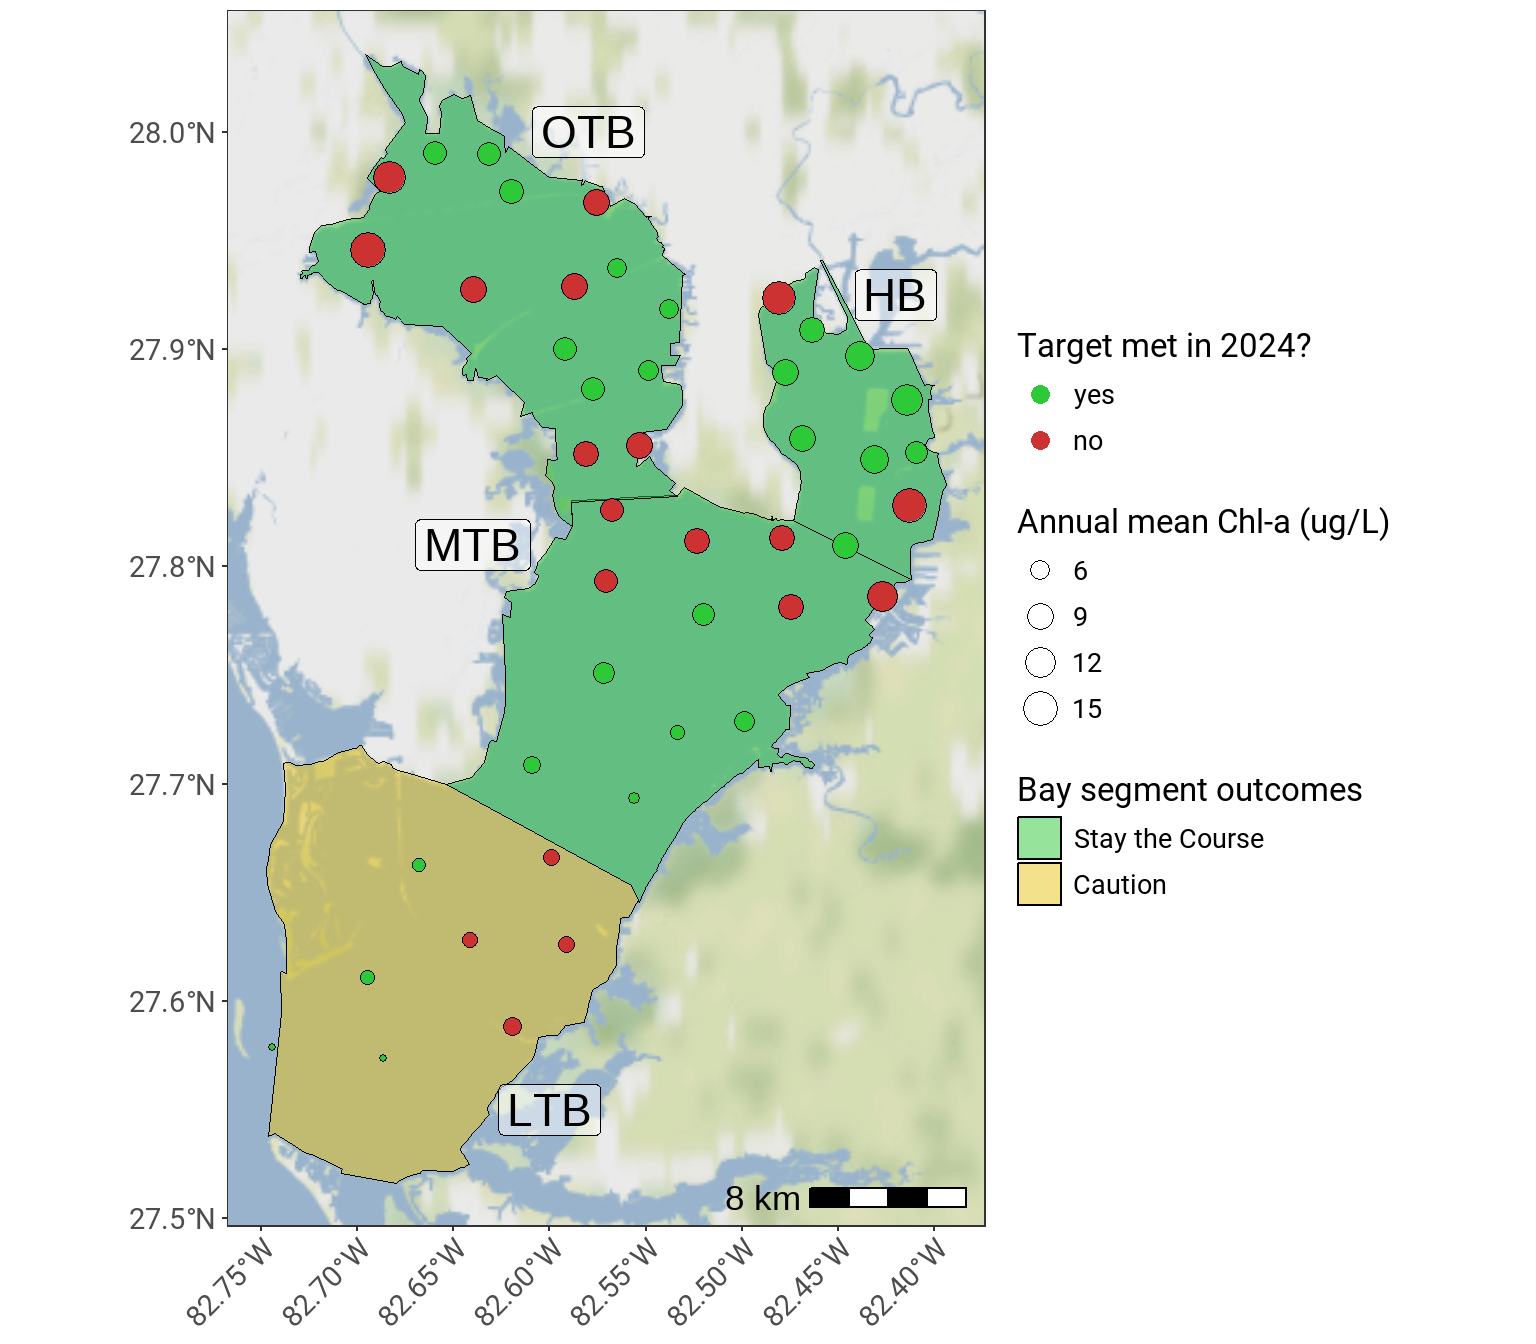 OTB
HB
MTB
LTB
8 km
28.0°N
27.9°N
27.8°N
27.7°N
27.6°N
27.5°N
82.75°W
82.70°W
82.65°W
82.60°W
82.55°W
82.50°W
82.45°W
82.40°W
Target met in 2024?
yes
no
Annual mean Chl-a (ug/L)
6
9
12
15
Bay segment outcomes
Stay the Course
Caution